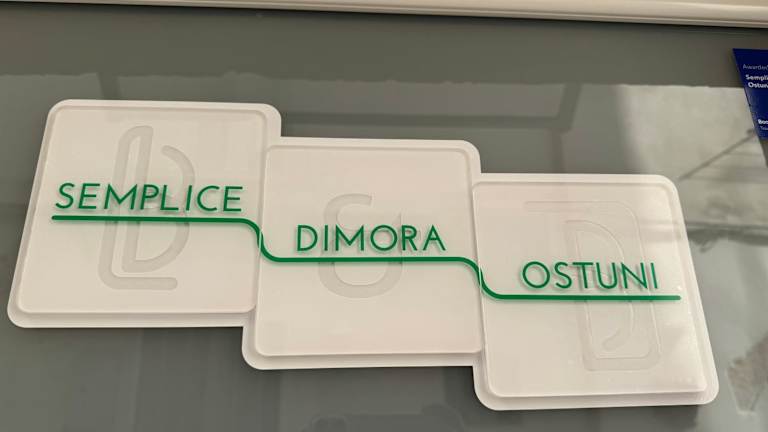 SEMPLICE
DIMORA
OSTUNI
B
&
B